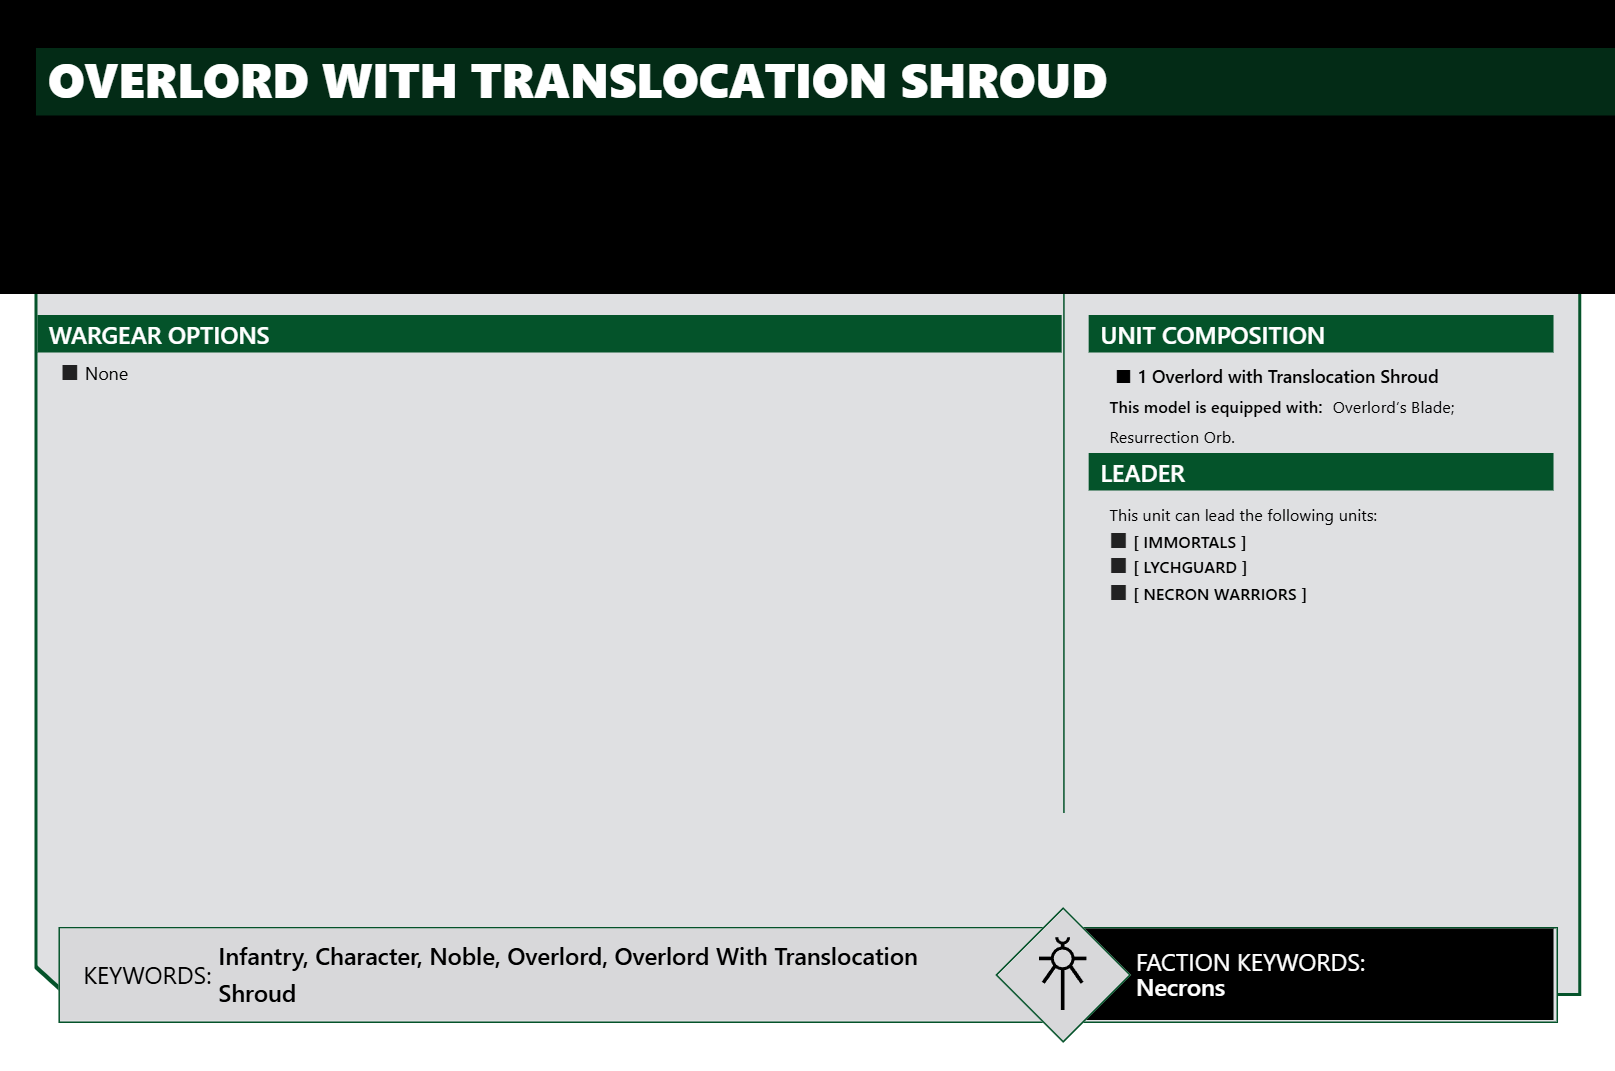 OVERLORD WITH TRANSLOCATION SHROUD
WARGEAR OPTIONS
■ None
UNIT COMPOSITION
■ 1 Overlord with Translocation Shroud
This model is equipped with: Overlord’s Blade;
Resurrection Orb.
LEADER
This unit can lead the following units:
■ [ IMMORTALS ]
■ [ LYCHGUARD ]
■ [ NECRON WARRIORS ]
KEYWORDS: Infantry, Character, Noble, Overlord, Overlord With Translocation
Shroud
FACTION KEYWORDS:
Necrons